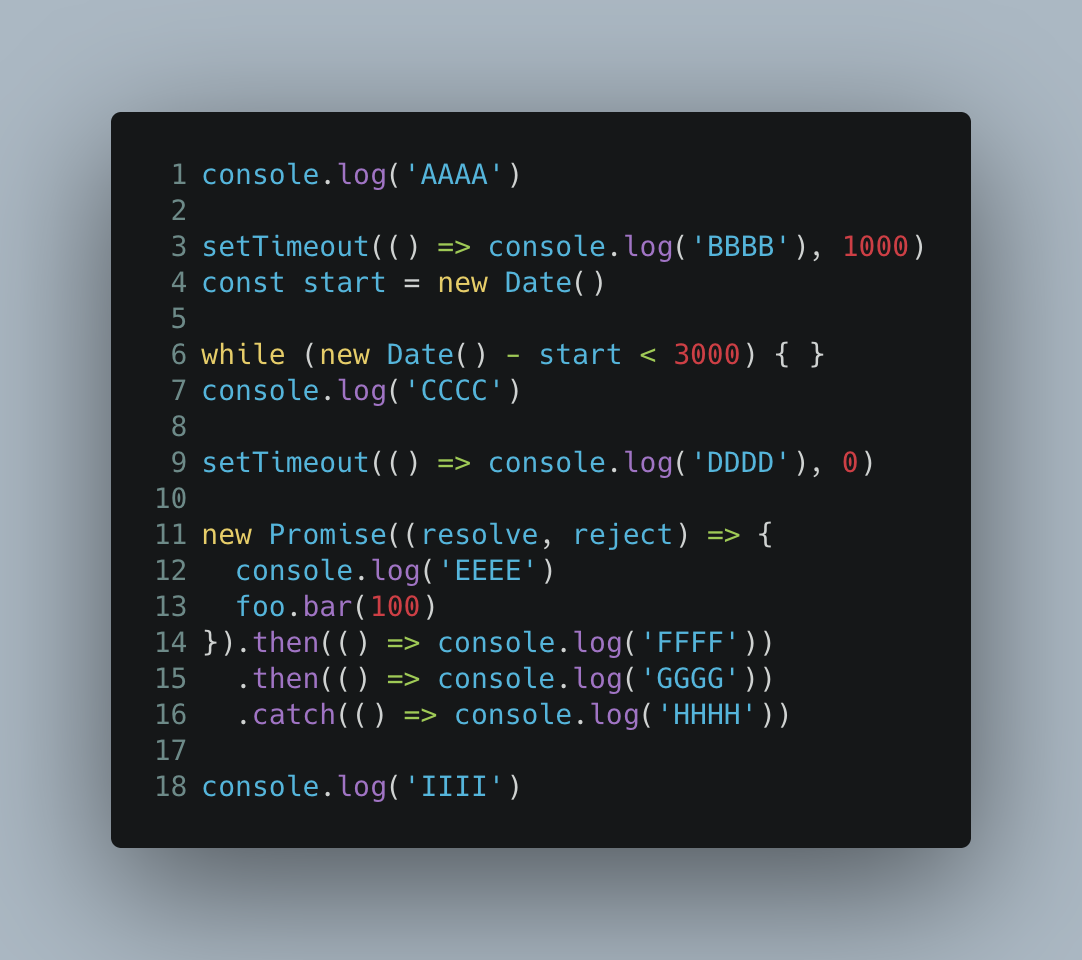 1 console.log('AAAA')
2
3 setTimeout(() => console.log('BBBB'), 1000)
4 const start = new Date()
5
6 while (new Date() - start < 3000) { }
7 console.log('CCCC')
8
9 setTimeout(() => console.log('DDDD'), 0)
10
11 new Promise((resolve, reject) => {
12   console.log('EEEE')
13   foo.bar(100)
14 }).then(() => console.log('FFFF'))
15   .then(() => console.log('GGGG'))
16   .catch(() => console.log('HHHH'))
17
18 console.log('IIII')